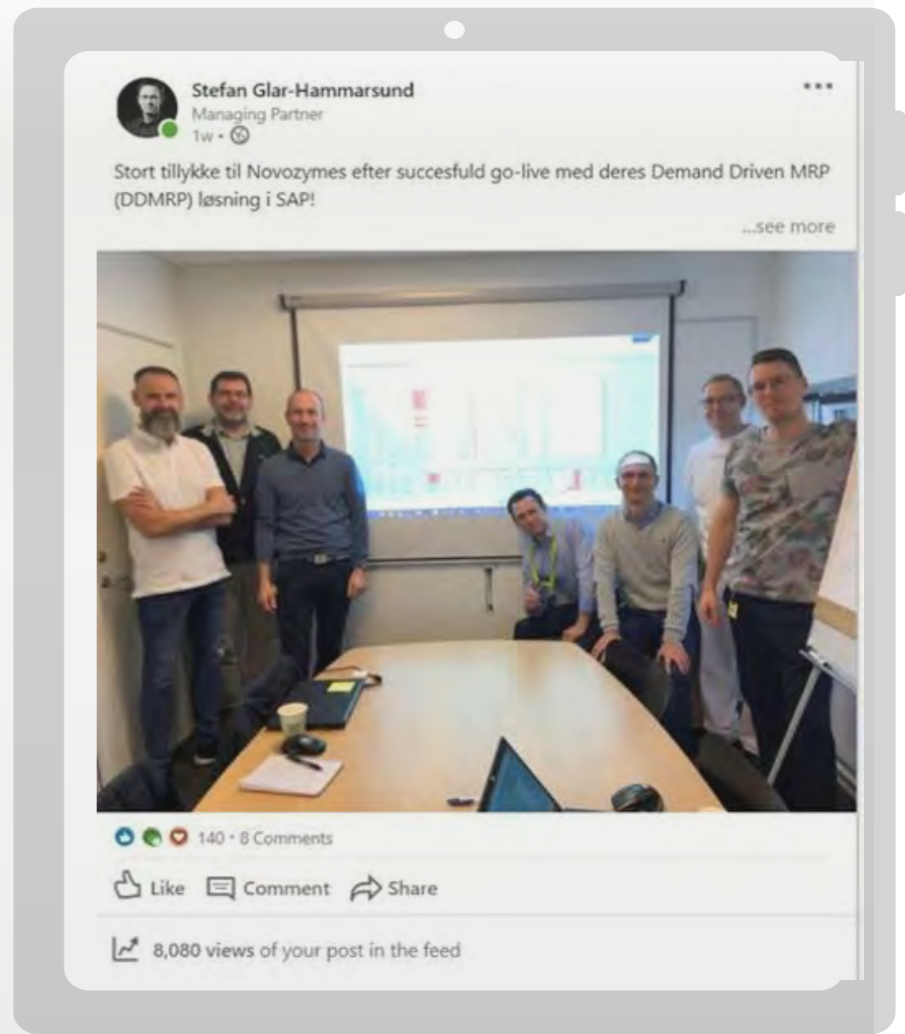 Stefan Glar-Hammarsund
Managing Partner
1w •
Stort tillykke til Novozymes efter succesfuld go-live med deres Demand Driven MRP
(DDMRP) løsning i SAP!
...see more
140 • 8 Comments
Like Comment Share
8,080 views of your post in the feed